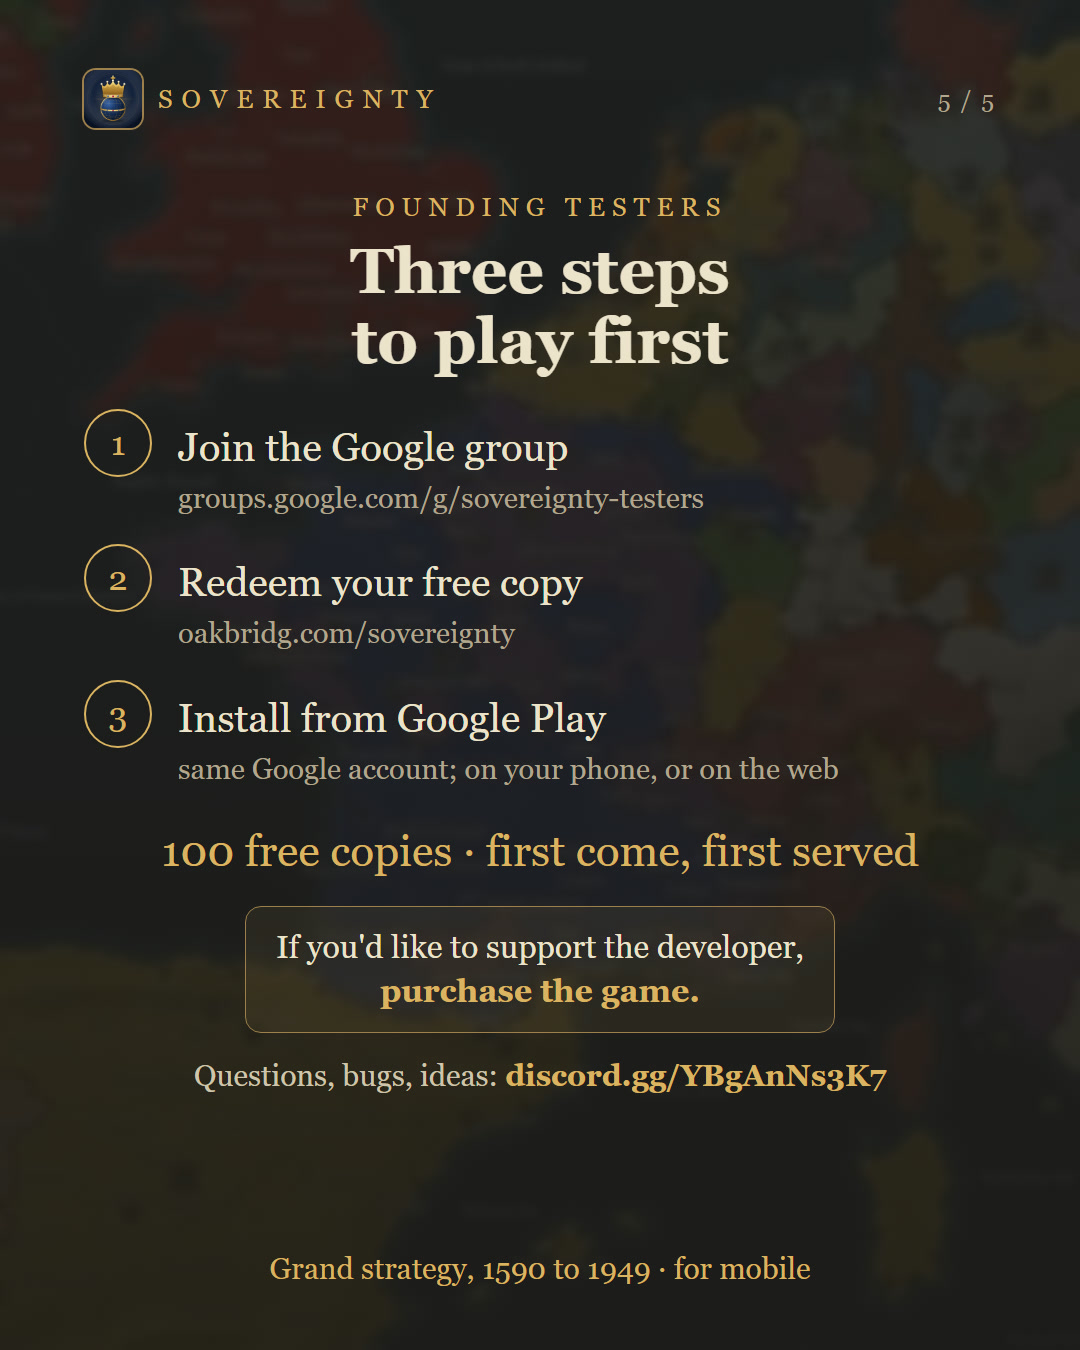 SOVEREIGNTY
5 / 5
FOUNDING TESTERS
Three steps
to play first
1
Join the Google group
groups.google.com/g/sovereignty-testers
2
Redeem your free copy
oakbridg.com/sovereignty
3
Install from Google Play
same Google account; on your phone, or on the web
100 free copies · first come, first served
If you'd like to support the developer,
purchase the game.
Questions, bugs, ideas: discord.gg/YBgAnNs3K7
Grand strategy, 1590 to 1949 · for mobile